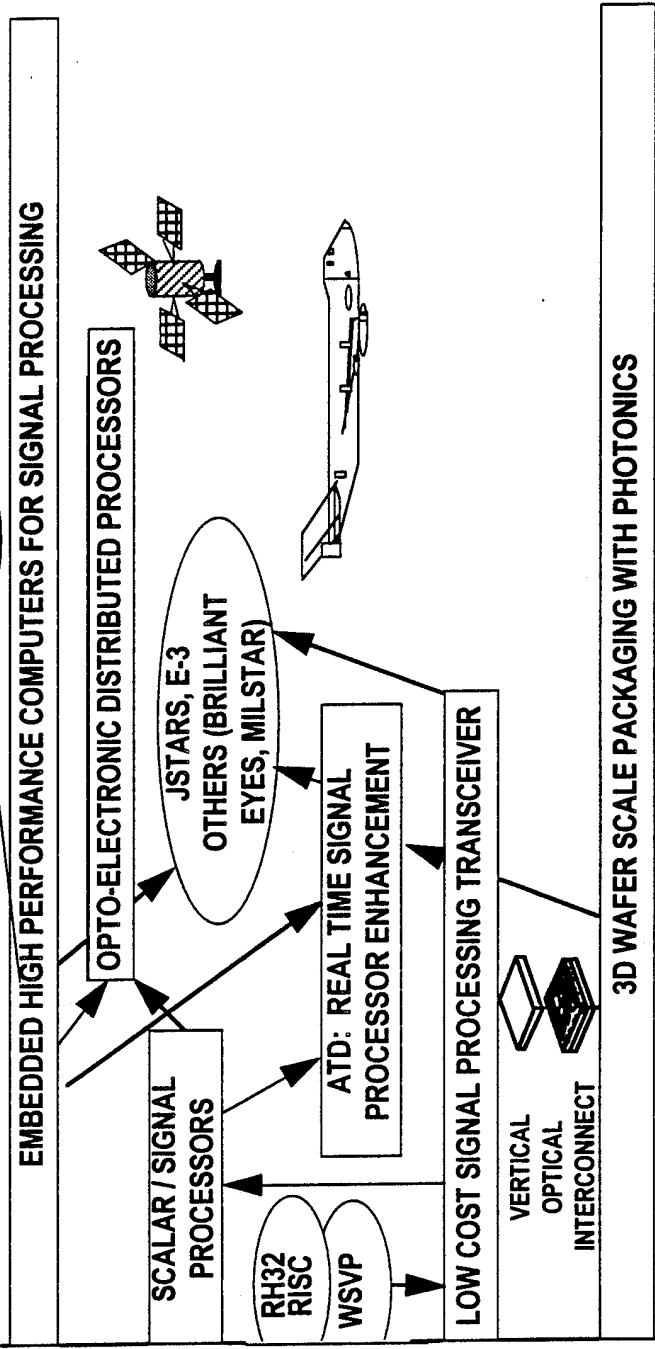 EMBEDDED HIGH PERFORMANCE COMPUTERS FOR SIGNAL PROCESSING
OPTO-ELECTRONIC DISTRIBUTED PROCESSORS
SCALAR / SIGNAL
PROCESSORS
JSTARS, E-3
OTHERS (BRILLIANT
EYES, MILSTAR)
RH32
RISC
WSVP
ATD: REAL TIME SIGNAL
PROCESSOR ENHANCEMENT
LOW COST SIGNAL PROCESSING TRANSCEIVER
VERTICAL
OPTICAL
INTERCONNECT
3D WAFER SCALE PACKAGING WITH PHOTONICS